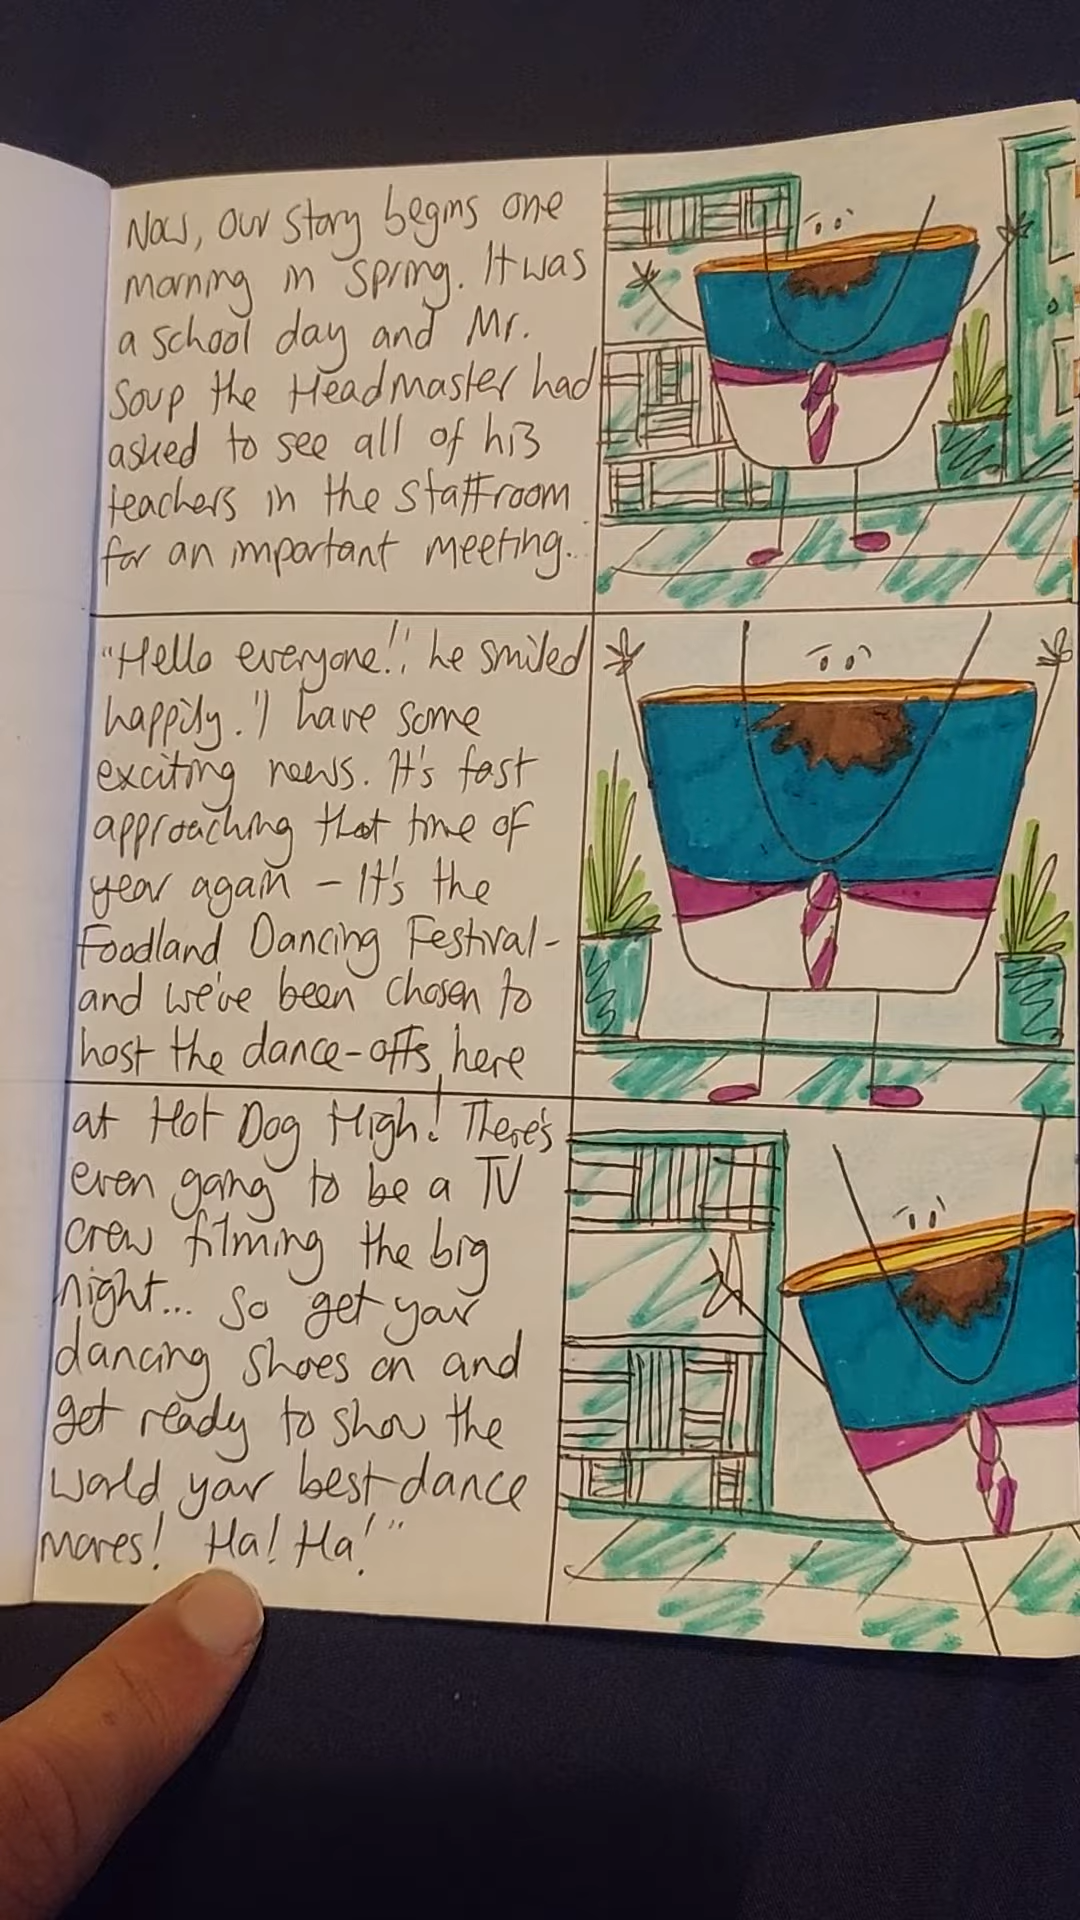 Now, our story begins one
morning in spring. It was
a school day and Mr.
Soup the Headmaster had
asked to see all of his
teachers in the staffroom
for an important meeting...
"Hello everyone!", he smiled
happily. "I have some
exciting news. It's fast
approaching that time of
year again - It's the
Foodland Dancing Festival-
and we've been chosen to
host the dance-offs here
at Hot Dog High! There's
even going to be a TV
crew filming the big
night... So get your
dancing shoes on and
get ready to show the
world your best dance
moves! Ha! Ha!"